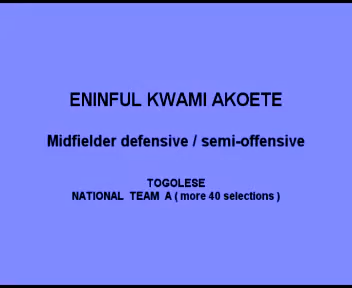 ENINFUL KWAMI AKOETE
Midfielder defensive / semi-offensive
TOGOLESE
NATIONAL TEAM A ( more 40 selections )